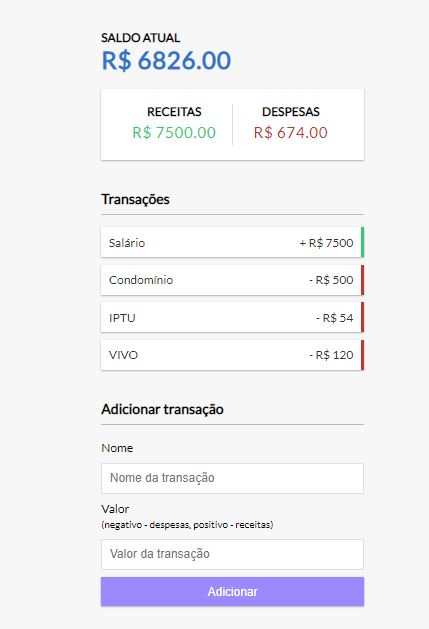 SALDO ATUAL
R$ 6826.00
RECEITAS
R$ 7500.00
DESPESAS
R$ 674.00
Transações
Salário + R$ 7500
Condomínio - R$ 500
IPTU - R$ 54
VIVO - R$ 120
Adicionar transação
Nome
Nome da transação
Valor
(negativo - despesas, positivo - receitas)
Valor da transação
Adicionar